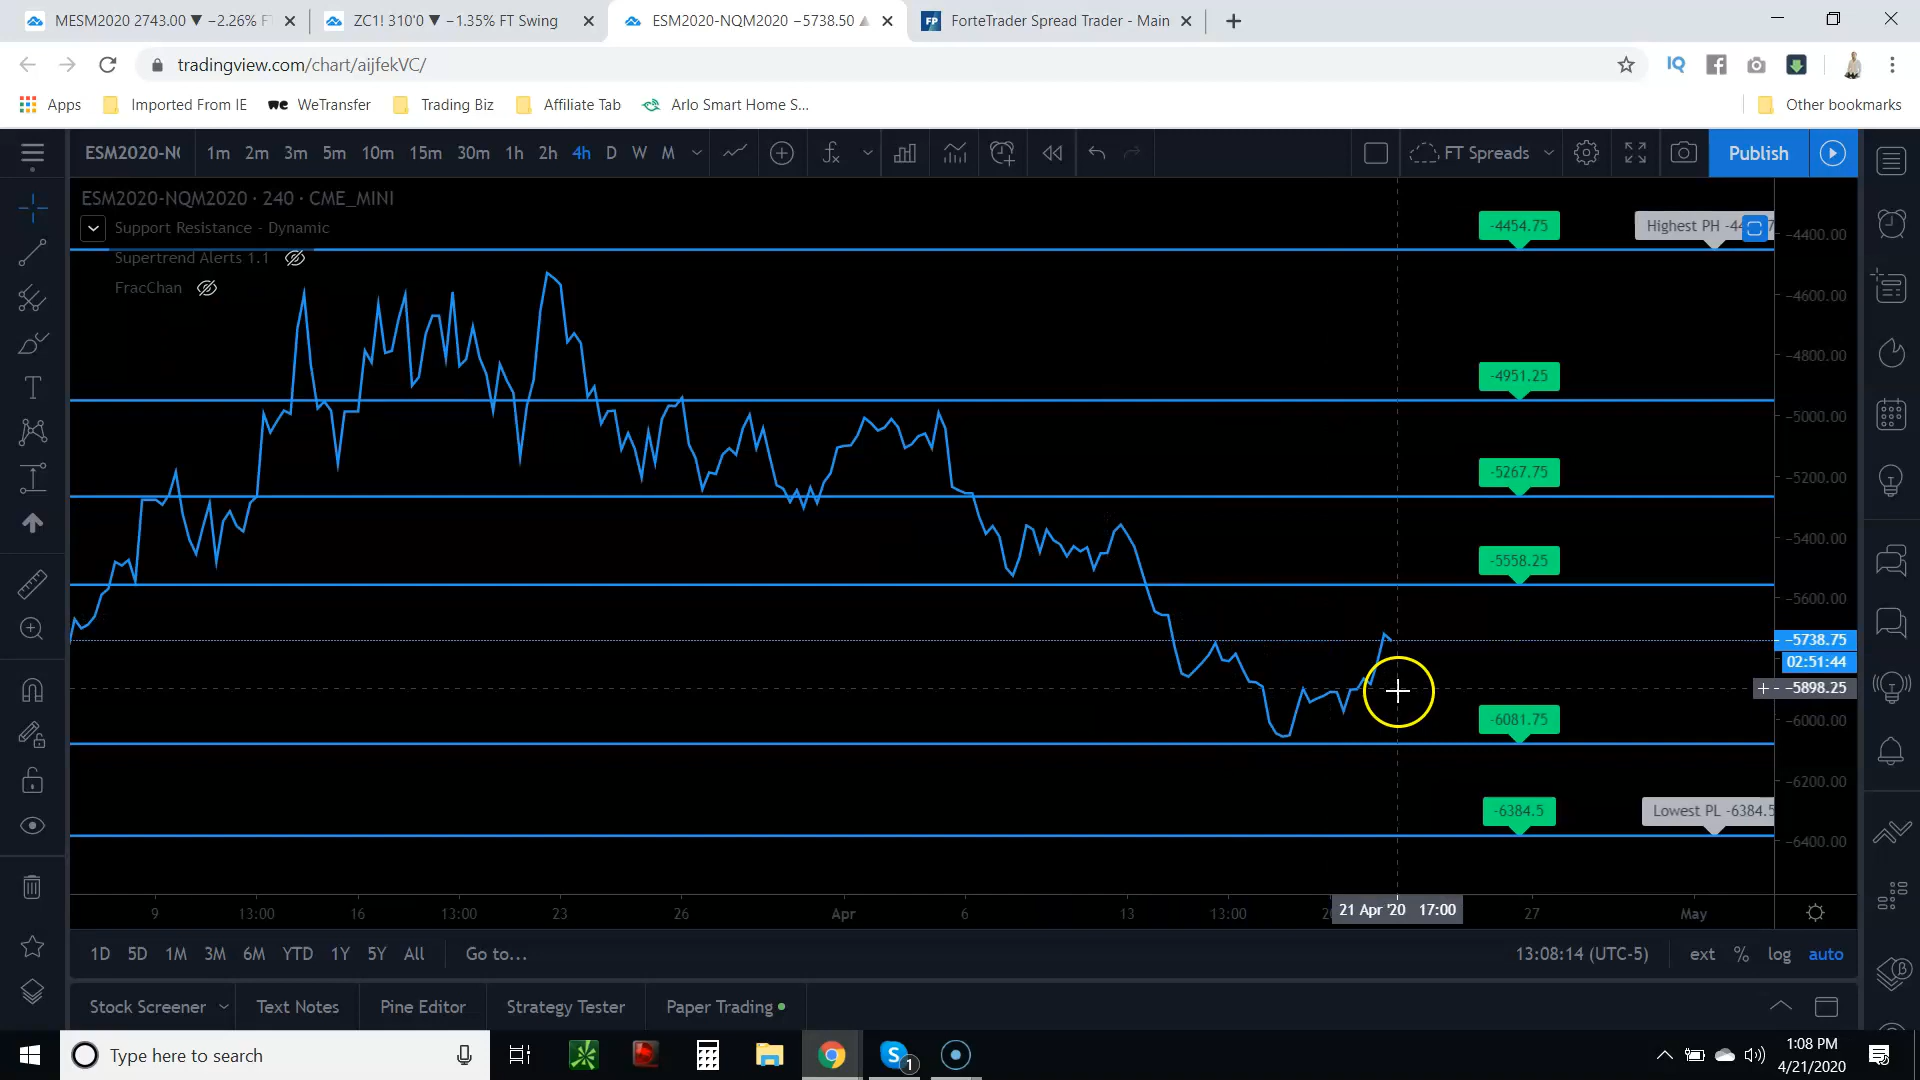 MESM2020 2743.00 ▼ −2.26% FT
ZC1! 310'0 ▼ −1.35% FT Swing
ESM2020-NQM2020 −5738.50
FP ForteTrader Spread Trader - Main
tradingview.com/chart/aijfekVC/
IQ
Apps Imported From IE we WeTransfer Trading Biz Affiliate Tab Arlo Smart Home S... Other bookmarks
ESM2020-N 1m 2m 3m 5m 10m 15m 30m 1h 2h 4h D W M FT Spreads Publish
ESM2020-NQM2020 · 240 · CME_MINI
Support Resistance - Dynamic
Supertrend Alerts 1.1
FracChan
-4454.75
Highest PH
-4951.25
-5267.75
-5558.25
-6081.75
-6384.5
Lowest PL -6384.5
−4400.00
−4600.00
−4800.00
−5000.00
−5200.00
−5400.00
−5600.00
−5738.75
02:51:44
−5898.25
−6000.00
−6200.00
−6400.00
9 13:00 16 13:00 23 26 Apr 6 13 13:00 21 Apr '20 17:00 27 May
1D 5D 1M 3M 6M YTD 1Y 5Y All Go to... 13:08:14 (UTC-5) ext % log auto
Stock Screener Text Notes Pine Editor Strategy Tester Paper Trading
Type here to search
S 1
1:08 PM
4/21/2020